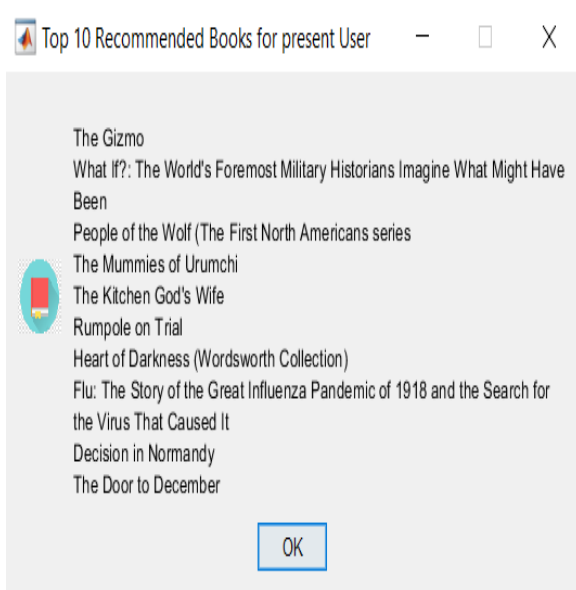 Top 10 Recommended Books for present User
The Gizmo
What If?: The World's Foremost Military Historians Imagine What Might Have
Been
People of the Wolf (The First North Americans series
The Mummies of Urumchi
The Kitchen God's Wife
Rumpole on Trial
Heart of Darkness (Wordsworth Collection)
Flu: The Story of the Great Influenza Pandemic of 1918 and the Search for
the Virus That Caused It
Decision in Normandy
The Door to December
OK